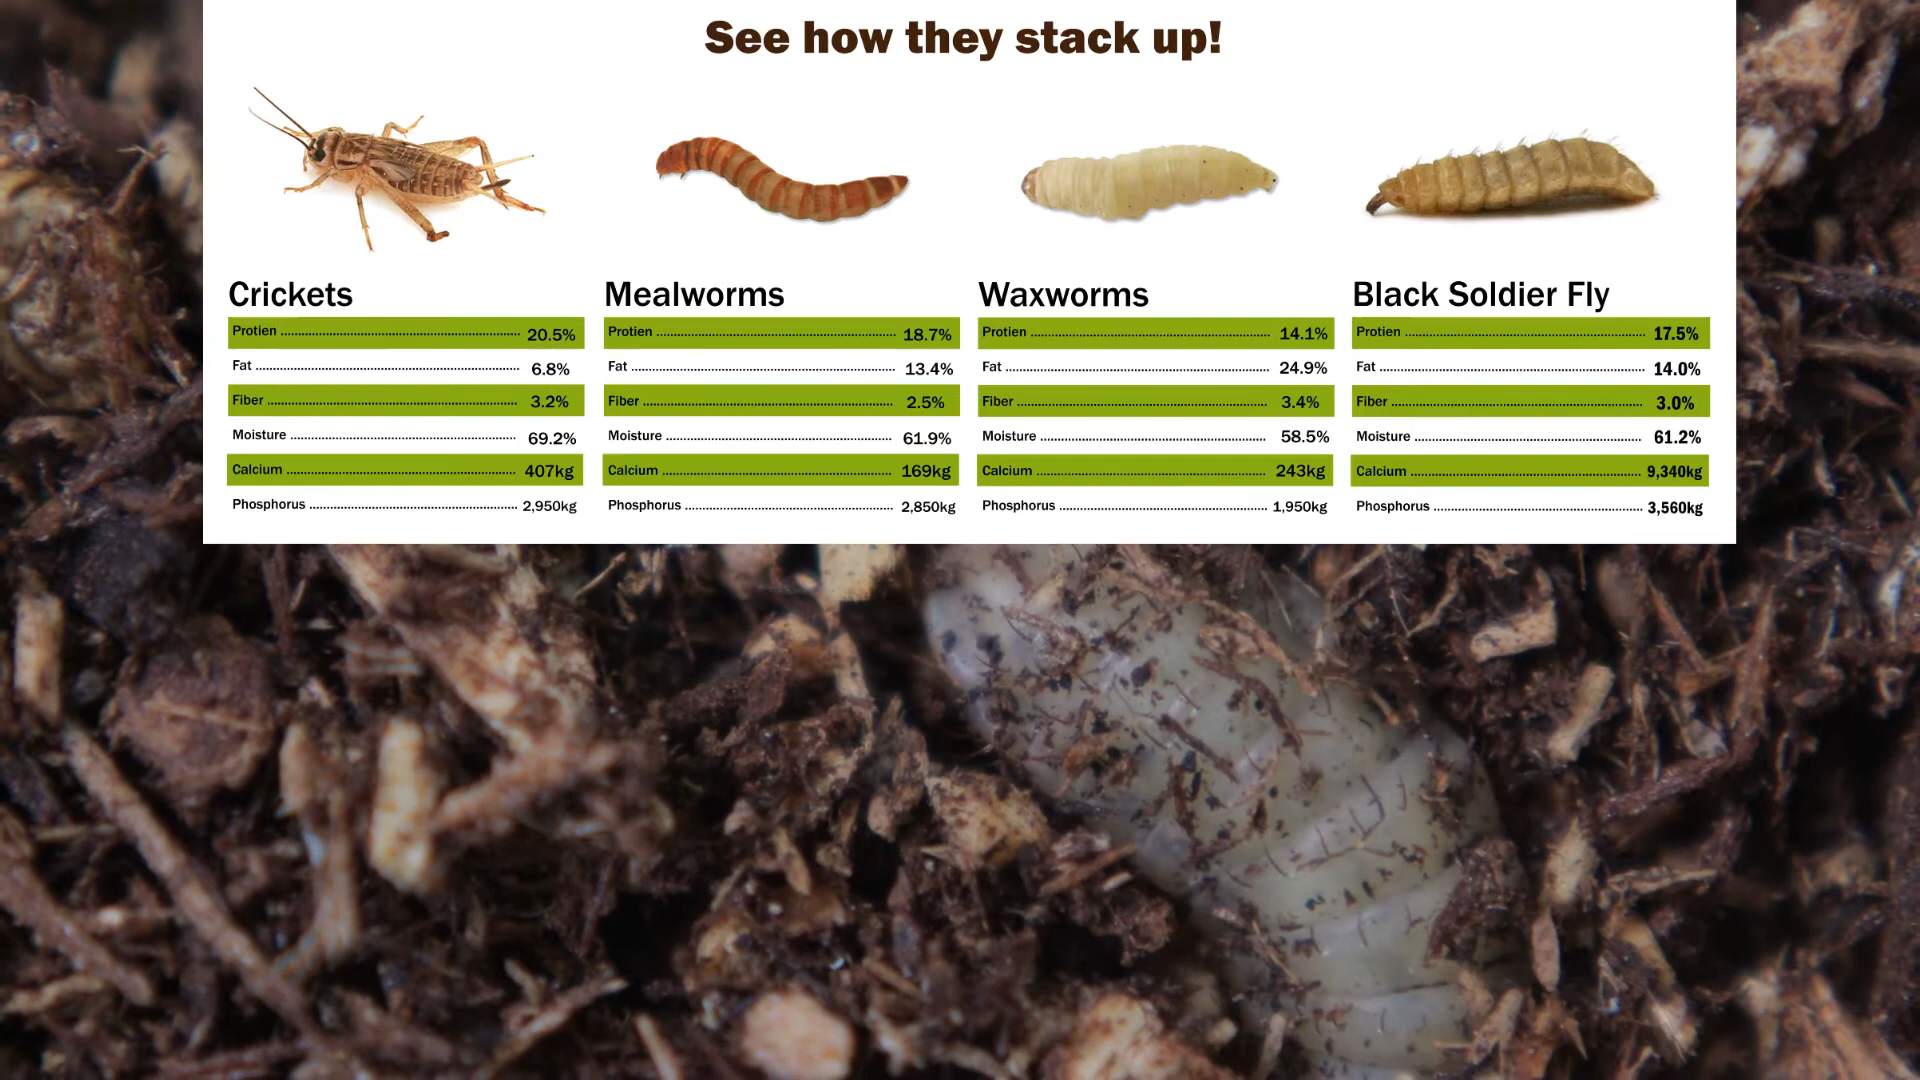 See how they stack up!
Crickets
Protien 20.5%
Fat 6.8%
Fiber 3.2%
Moisture 69.2%
Calcium 407kg
Phosphorus 2,950kg
Mealworms
Protien 18.7%
Fat 13.4%
Fiber 2.5%
Moisture 61.9%
Calcium 169kg
Phosphorus 2,850kg
Waxworms
Protien 14.1%
Fat 24.9%
Fiber 3.4%
Moisture 58.5%
Calcium 243kg
Phosphorus 1,950kg
Black Soldier Fly
Protien 17.5%
Fat 14.0%
Fiber 3.0%
Moisture 61.2%
Calcium 9,340kg
Phosphorus 3,560kg